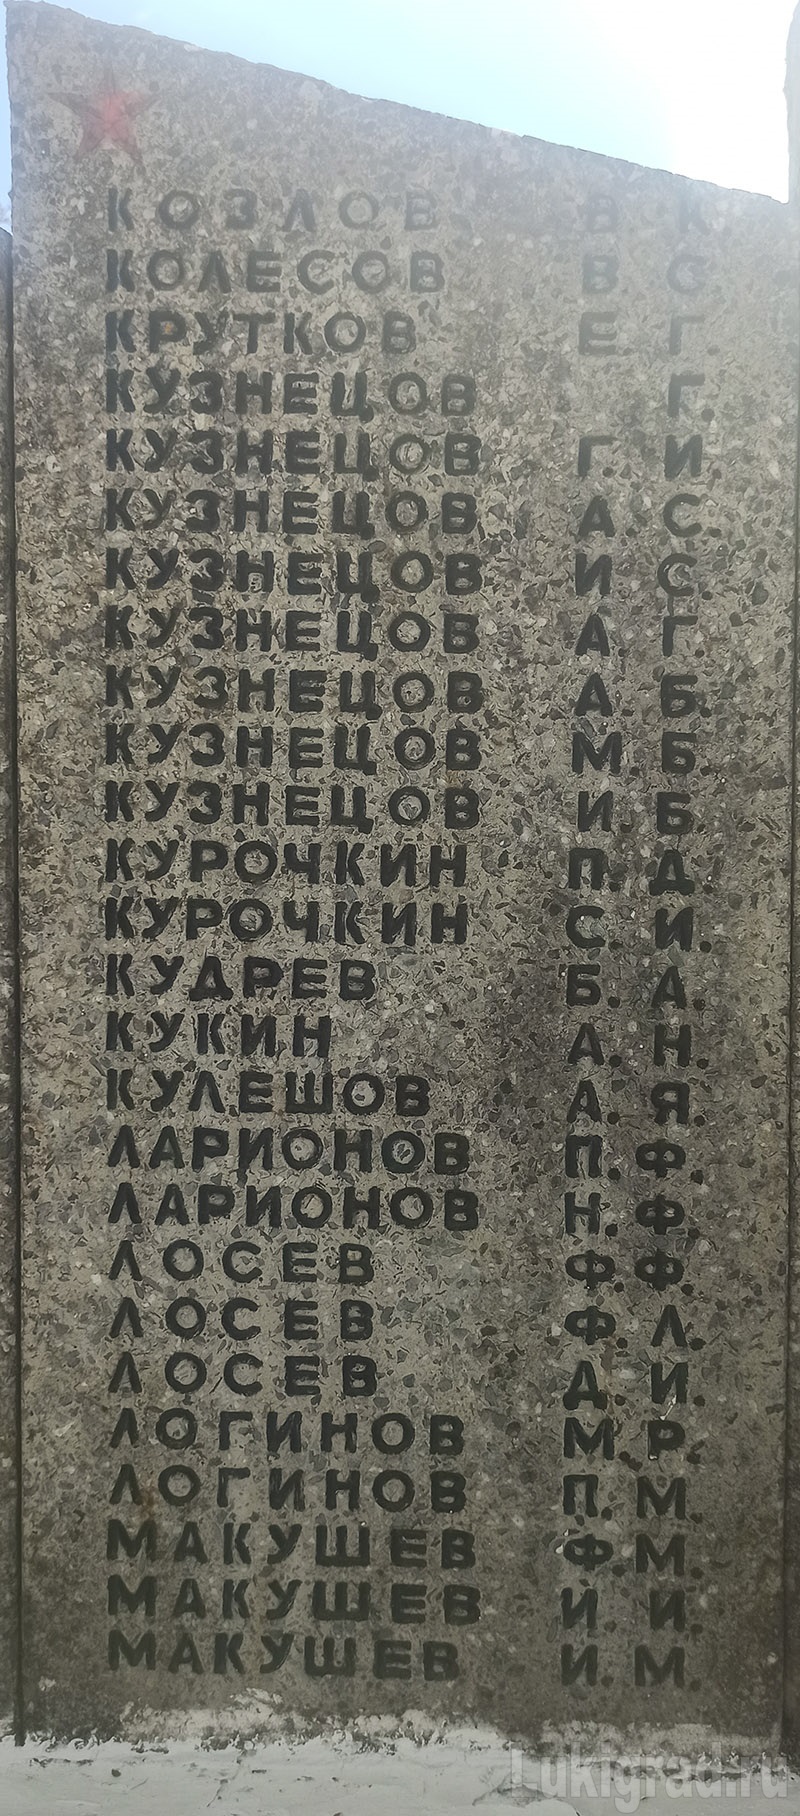 КОЗЛОВ В К
КОЛЕСОВ В С
КРУТКОВ Е Г.
КУЗНЕЦОВ Г.
КУЗНЕЦОВ Г. И
КУЗНЕЦОВ А. С.
КУЗНЕЦОВ И С.
КУЗНЕЦОВ А. Г.
КУЗНЕЦОВ А. Б.
КУЗНЕЦОВ М. Б.
КУЗНЕЦОВ И. Б
КУРОЧКИН П. Д.
КУРОЧКИН С. И.
КУДРЕВ Б. А.
КУКИН А. Н.
КУЛЕШОВ А. Я.
ЛАРИОНОВ П. Ф.
ЛАРИОНОВ Н. Ф.
ЛОСЕВ Ф. Ф.
ЛОСЕВ Ф. Л.
ЛОСЕВ Д. И.
ЛОГИНОВ М. Р.
ЛОГИНОВ П. М.
МАКУШЕВ Ф. М.
МАКУШЕВ И. И.
МАКУШЕВ И. М.
Lukigrad.ru